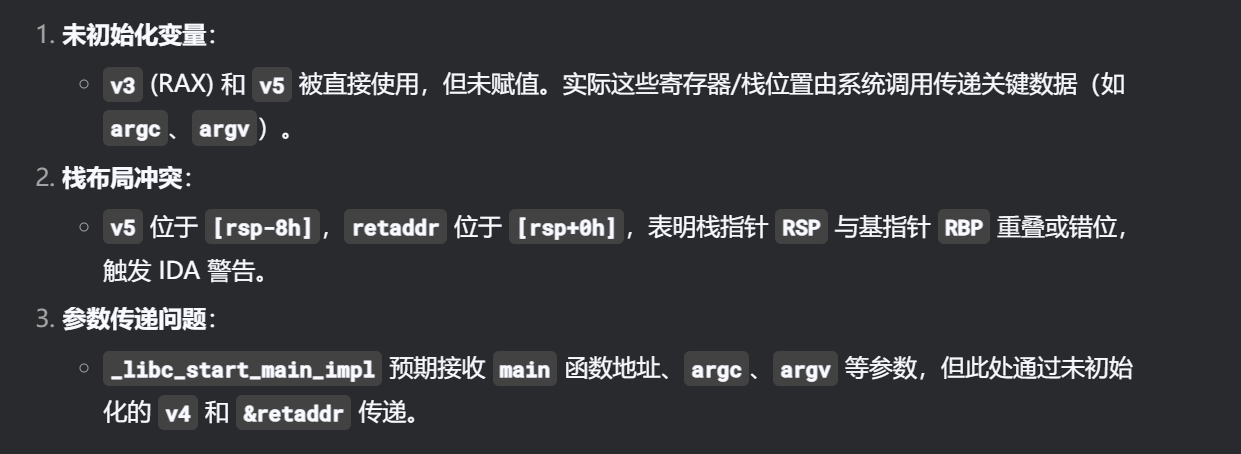 1. 未初始化变量：
v3 (RAX) 和 v5 被直接使用，但未赋值。实际这些寄存器/栈位置由系统调用传递关键数据（如
argc、argv）。
2. 栈布局冲突：
v5 位于 [rsp-8h]，retaddr 位于 [rsp+0h]，表明栈指针 RSP 与基指针 RBP 重叠或错位，
触发 IDA 警告。
3. 参数传递问题：
_libc_start_main_impl 预期接收 main 函数地址、argc、argv 等参数，但此处通过未初始
化的 v4 和 &retaddr 传递。